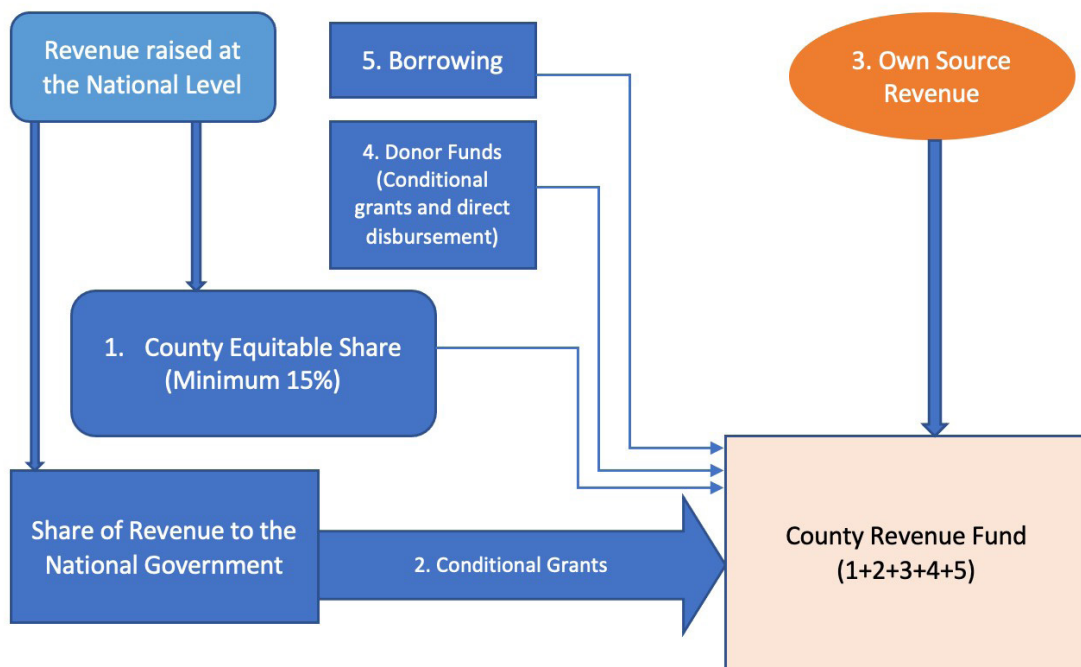 Revenue raised at
the National Level
5. Borrowing
3. Own Source
Revenue
4. Donor Funds
(Conditional
grants and direct
disbursement)
1. County Equitable Share
(Minimum 15%)
Share of Revenue to the
National Government
2. Conditional Grants
County Revenue Fund
(1+2+3+4+5)